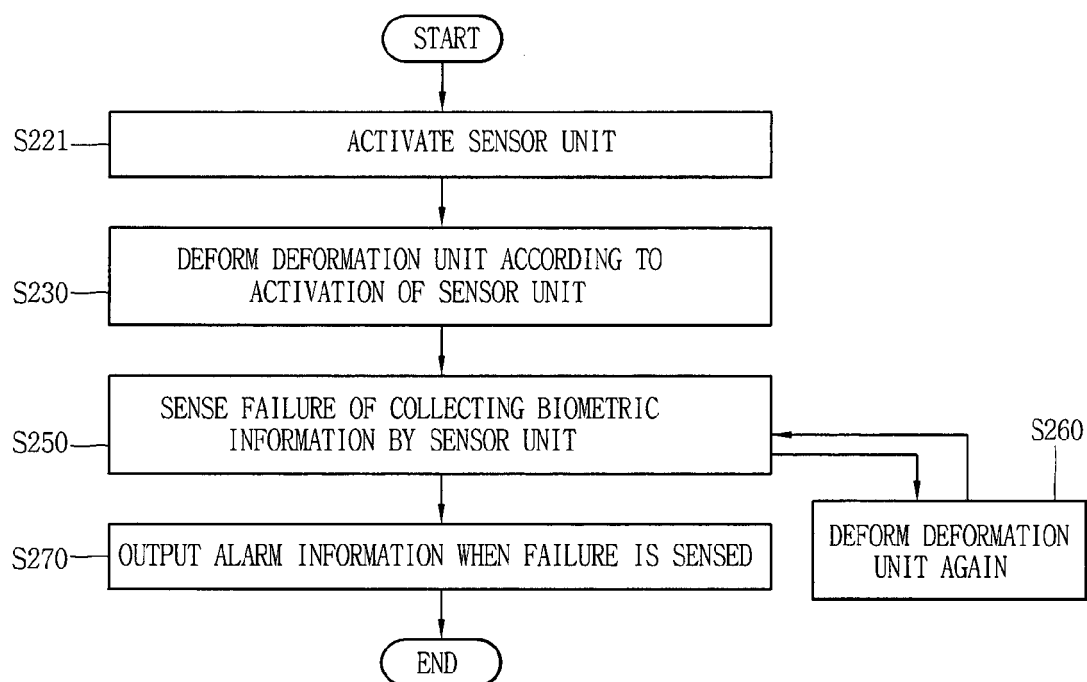 START
S221
ACTIVATE SENSOR UNIT
S230
DEFORM DEFORMATION UNIT ACCORDING TO
ACTIVATION OF SENSOR UNIT
S250
SENSE FAILURE OF COLLECTING BIOMETRIC
INFORMATION BY SENSOR UNIT
S260
DEFORM DEFORMATION
UNIT AGAIN
S270
OUTPUT ALARM INFORMATION WHEN FAILURE IS SENSED
END